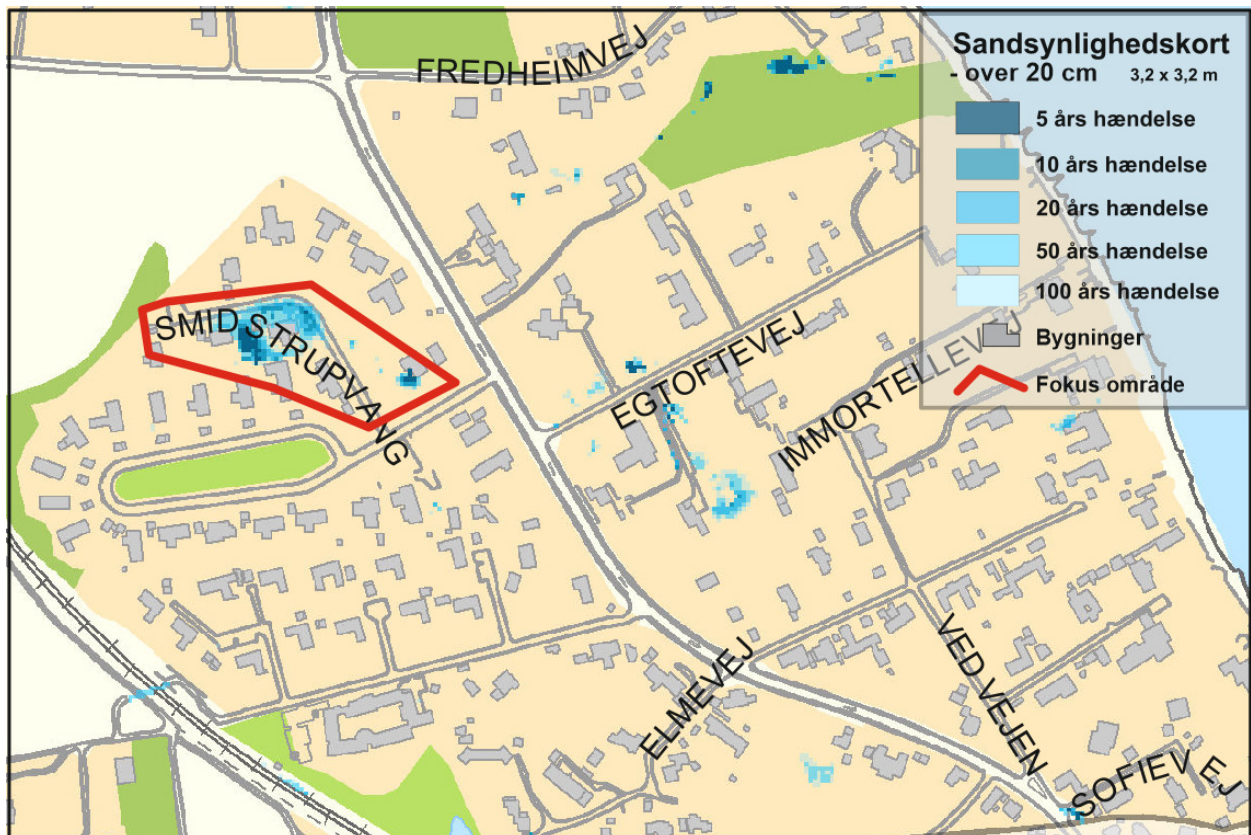 FREDHEIMVEJ
Sandsynlighedskort
- over 20 cm 3,2 x 3,2 m
5 års hændelse
10 års hændelse
20 års hændelse
50 års hændelse
100 års hændelse
Bygninger
Fokus område
SMIDSTRUPVANG
EGTOFTEVEJ
IMMORTELLEVEJ
ELMEVEJ
VED VEJEN
SOFIEVEJ